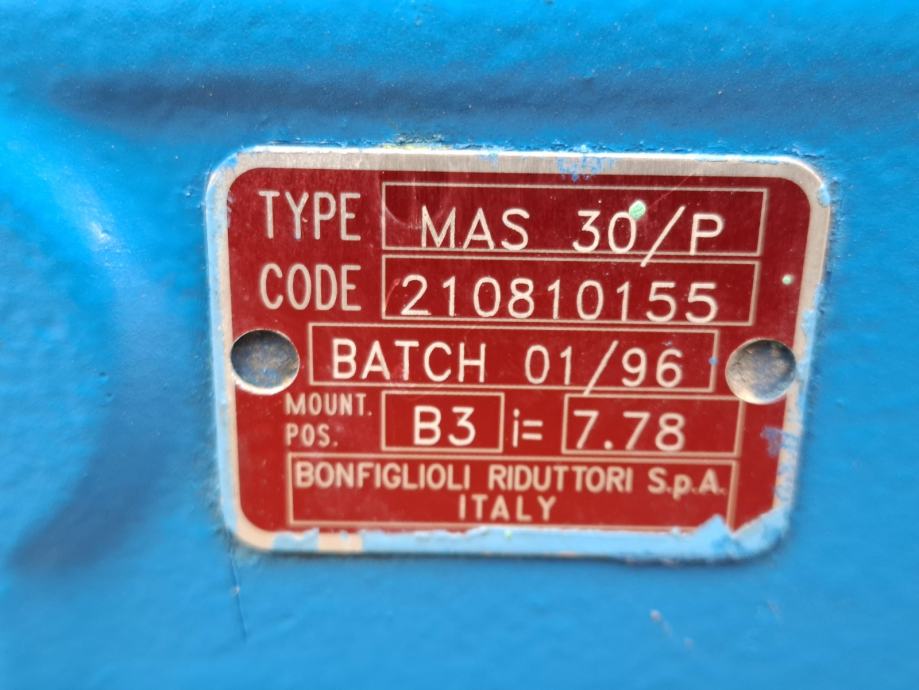 TYPE MAS 30/P
CODE 210810155
BATCH 01/96
MOUNT. POS. B3 i= 7.78
BONFIGLIOLI RIDUTTORI S.p.A.
ITALY